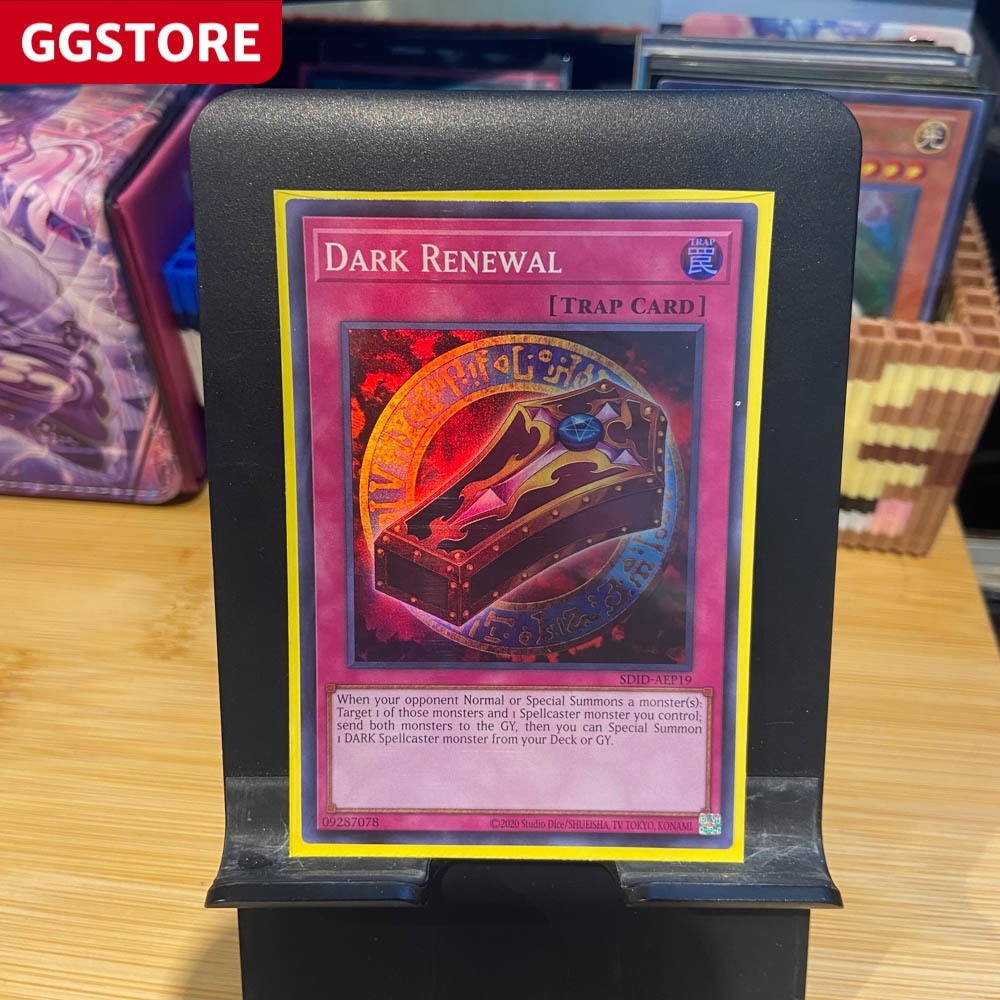 GGSTORE
光
DARK RENEWAL
TRAP
罠
[TRAP CARD]
SDID-AEP19
When your opponent Normal or Special Summons a monster(s):
Target 1 of those monsters and 1 Spellcaster monster you control;
send both monsters to the GY, then you can Special Summon
1 DARK Spellcaster monster from your Deck or GY.
09287078
©2020 Studio Dice/SHUEISHA, TV TOKYO, KONAMI